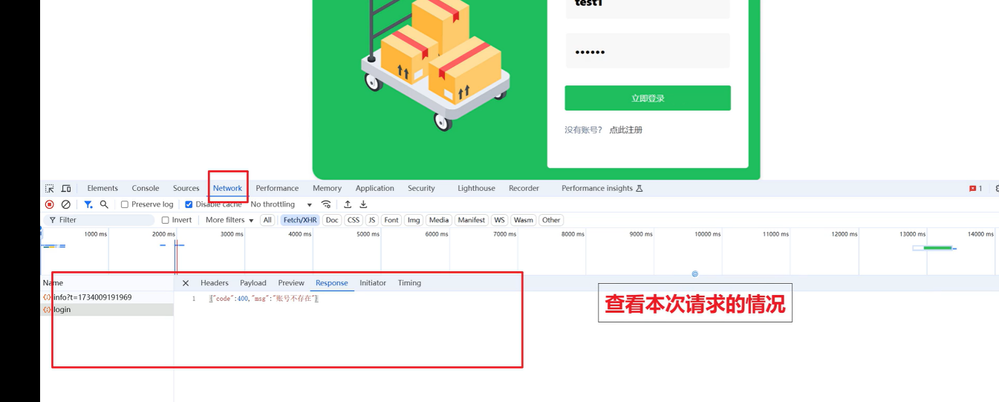 test1
••••••
立即登录
没有账号? 点此注册
Elements Console Sources Network Performance Memory Application Security Lighthouse Recorder Performance insights 1
Preserve log Disable cache No throttling
Filter Invert More filters All Fetch/XHR Doc CSS JS Font Img Media Manifest WS Wasm Other
1000 ms 2000 ms 3000 ms 4000 ms 5000 ms 6000 ms 7000 ms 8000 ms 9000 ms 10000 ms 11000 ms 12000 ms 13000 ms 14000 ms
Name Headers Payload Preview Response Initiator Timing
info?t=1734009191969 1 {"code":400,"msg":"账号不存在"}
login
查看本次请求的情况